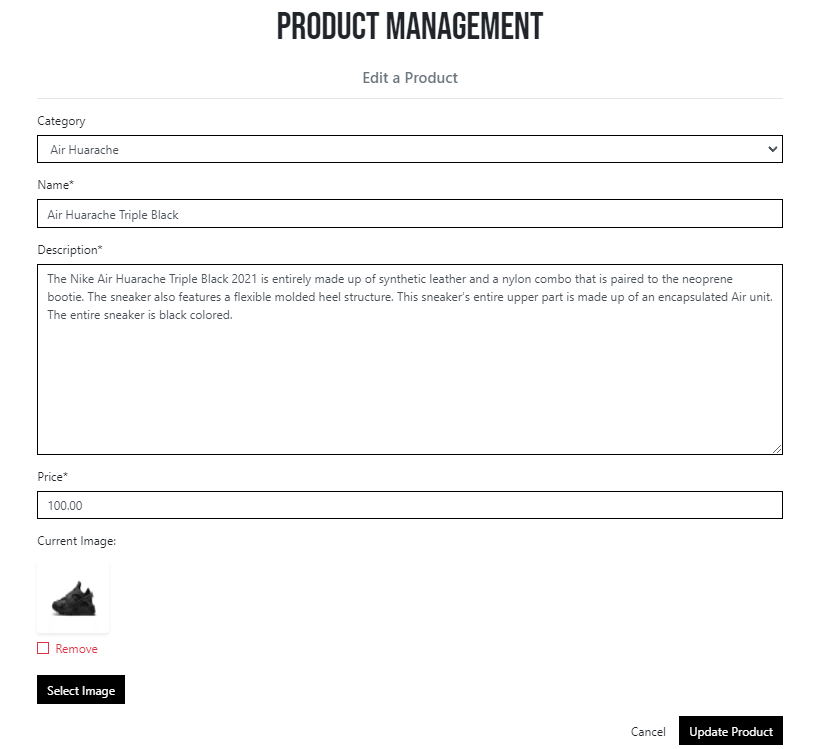 PRODUCT MANAGEMENT
Edit a Product
Category
Air Huarache
Name*
Air Huarache Triple Black
Description*
The Nike Air Huarache Triple Black 2021 is entirely made up of synthetic leather and a nylon combo that is paired to the neoprene
bootie. The sneaker also features a flexible molded heel structure. This sneaker's entire upper part is made up of an encapsulated Air unit.
The entire sneaker is black colored.
Price*
100.00
Current Image:
Remove
Select Image
Cancel Update Product